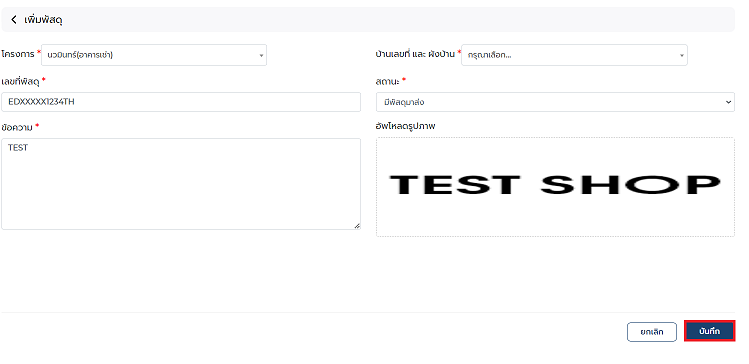 เพิ่มพัสดุ
โครงการ * นวมินทร์(อาคารเช่า)
บ้านเลขที่ และ ผังบ้าน * กรุณาเลือก...
เลขที่พัสดุ *
EDXXXXX1234TH
สถานะ *
มีพัสดุมาส่ง
ข้อความ *
TEST
อัพโหลดรูปภาพ
TEST SHOP
ยกเลิก
บันทึก